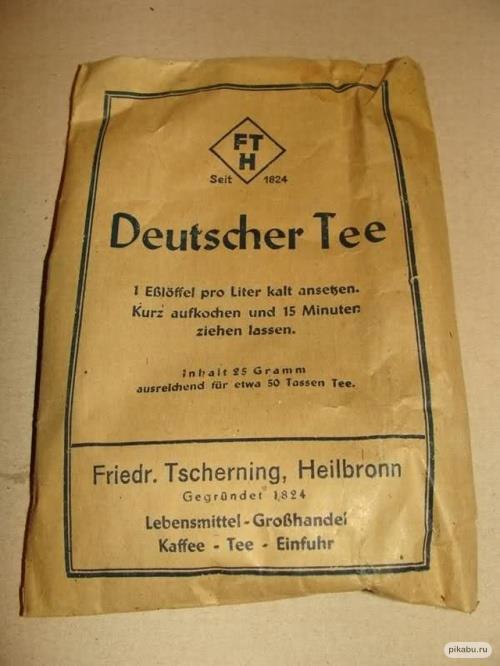 FT
H
Seit 1824
Deutscher Tee
1 Eßlöffel pro Liter kalt ansetzen.
Kurz aufkochen und 15 Minuten
ziehen lassen.
Inhalt 25 Gramm
ausreichend für etwa 50 Tassen Tee.
Friedr. Tscherning, Heilbronn
Gegründet 1824
Lebensmittel - Großhandel
Kaffee - Tee - Einfuhr
pikabu.ru